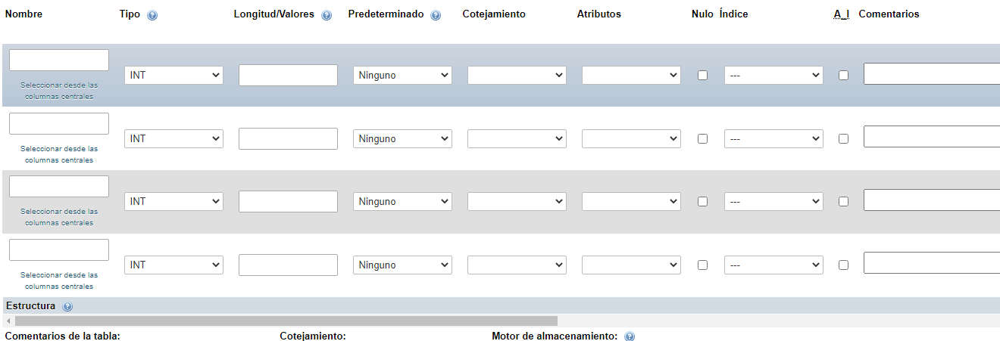 Nombre Tipo Longitud/Valores Predeterminado Cotejamiento Atributos Nulo Índice A_I Comentarios
INT Ninguno ---
Seleccionar desde las
columnas centrales
INT Ninguno ---
Seleccionar desde las
columnas centrales
INT Ninguno ---
Seleccionar desde las
columnas centrales
INT Ninguno ---
Seleccionar desde las
columnas centrales
Estructura
Comentarios de la tabla: Cotejamiento: Motor de almacenamiento: